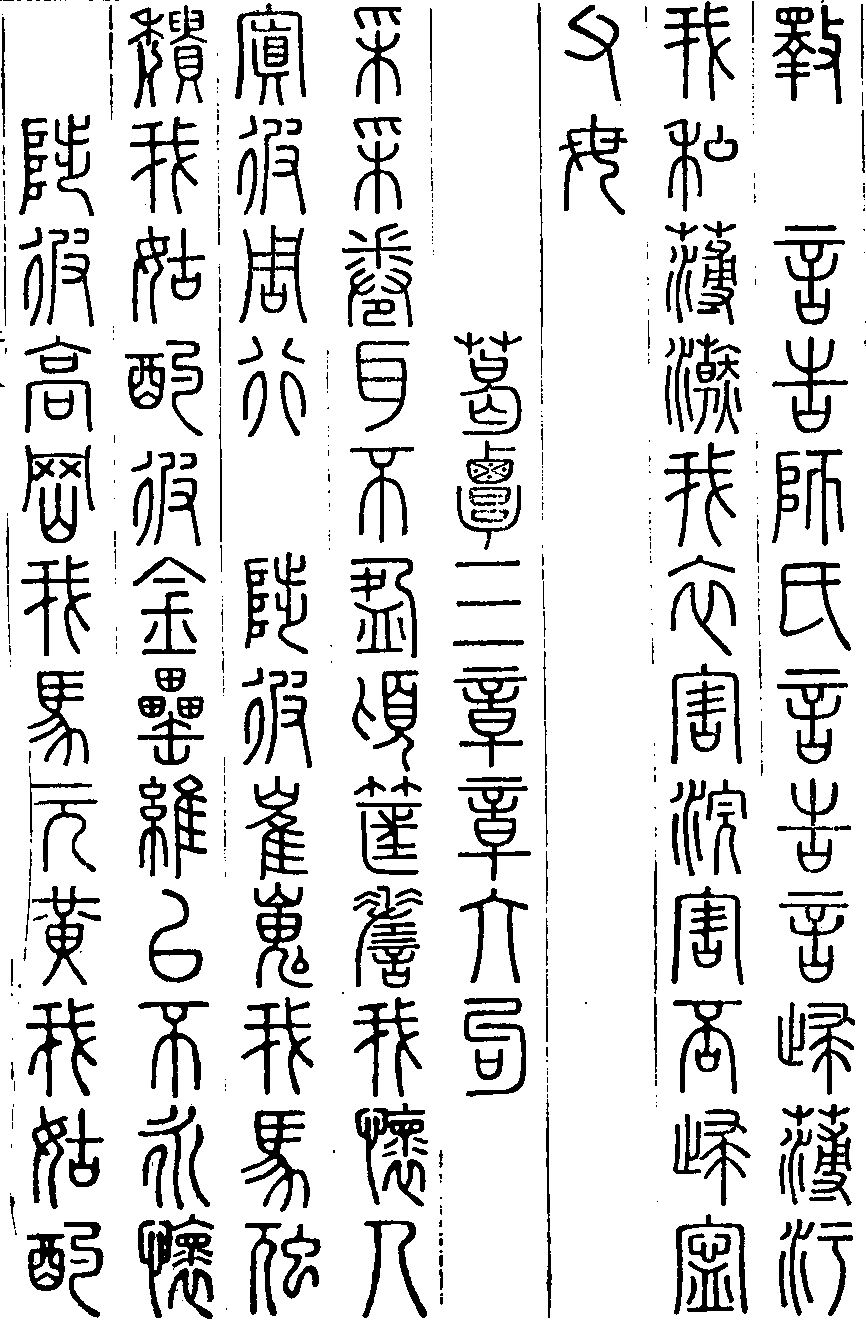 斁　言告師氏言告言歸薄汙
我私薄澣我衣害浣害否歸寧
父母
葛覃三章章六句
采采卷耳不盈頃筐嗟我懷人
寘彼周行　陟彼崔嵬我馬虺
穨我姑酌彼金罍維以不永懷
陟彼高岡我馬元黃我姑酌